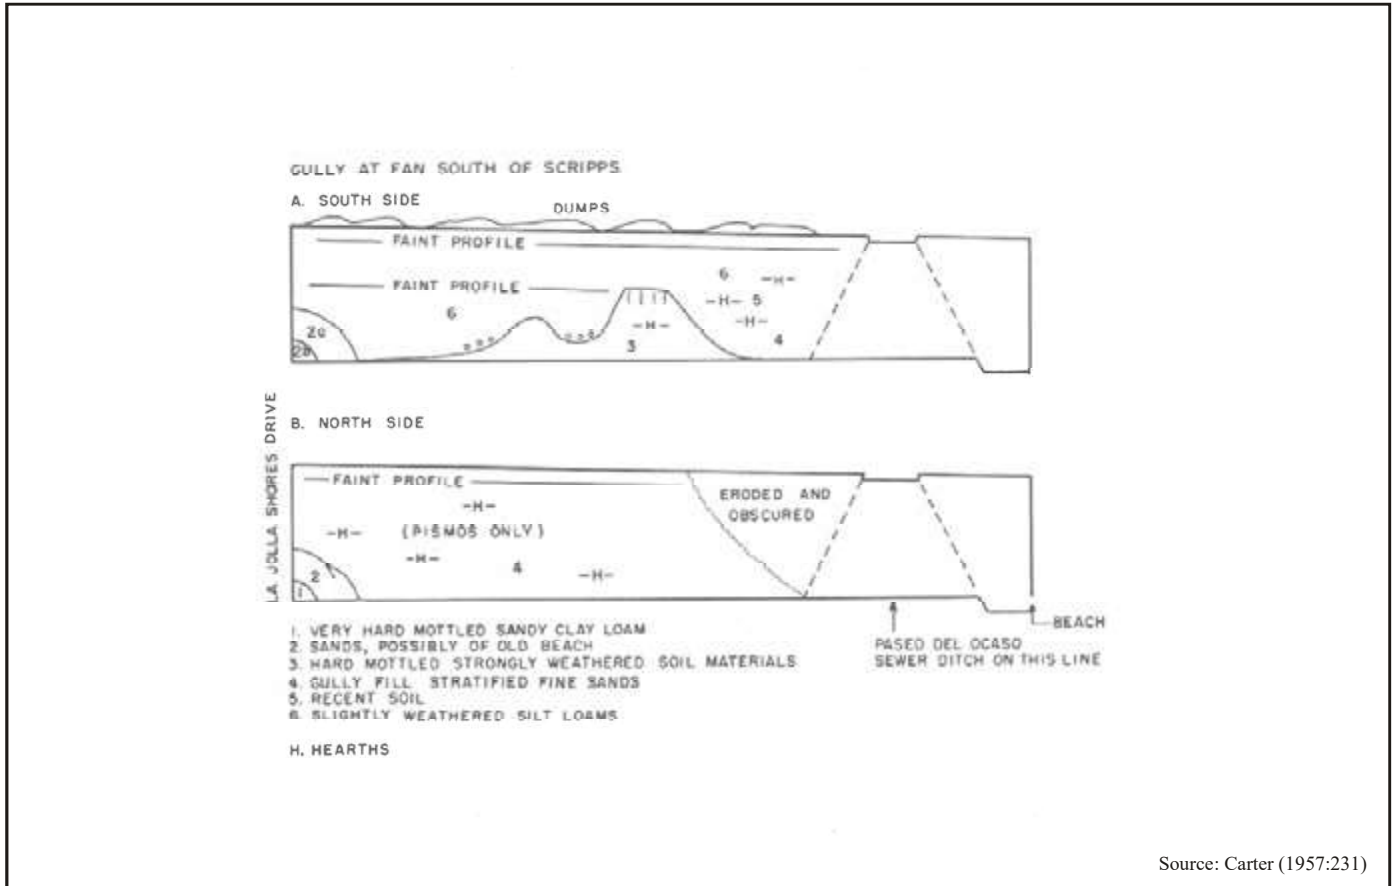 GULLY AT FAN SOUTH OF SCRIPPS
A. SOUTH SIDE
DUMPS
FAINT PROFILE
6 -H-
FAINT PROFILE
-H- 5
6
-H-
-H-
2a
4
3
LA JOLLA SHORES DRIVE
B. NORTH SIDE
FAINT PROFILE
ERODED AND
OBSCURED
-H-
-H- (PISMOS ONLY)
-H-
4
-H-
2
1
BEACH
PASEO DEL OCASO
SEWER DITCH ON THIS LINE
1. VERY HARD MOTTLED SANDY CLAY LOAM
2. SANDS, POSSIBLY OF OLD BEACH
3. HARD MOTTLED STRONGLY WEATHERED SOIL MATERIALS
4. GULLY FILL STRATIFIED FINE SANDS
5. RECENT SOIL
6. SLIGHTLY WEATHERED SILT LOAMS
H. HEARTHS
Source: Carter (1957:231)